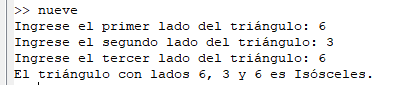 >> nueve
Ingrese el primer lado del triángulo: 6
Ingrese el segundo lado del triángulo: 3
Ingrese el tercer lado del triángulo: 6
El triángulo con lados 6, 3 y 6 es Isósceles.